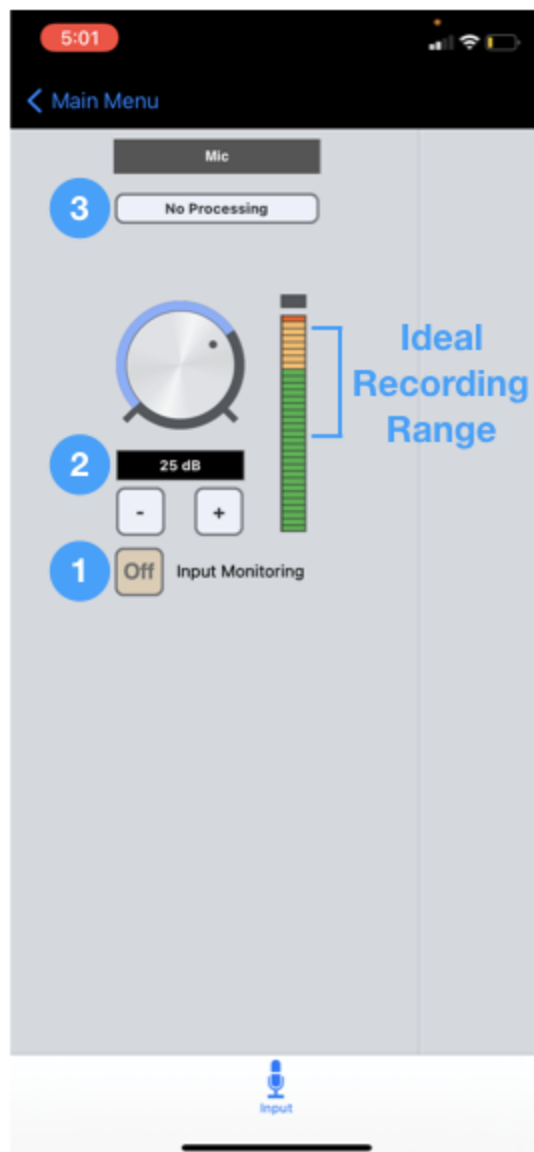 5:01
Main Menu
Mic
3
No Processing
Ideal
Recording
Range
2
25 dB
-
+
1
Off
Input Monitoring
Input